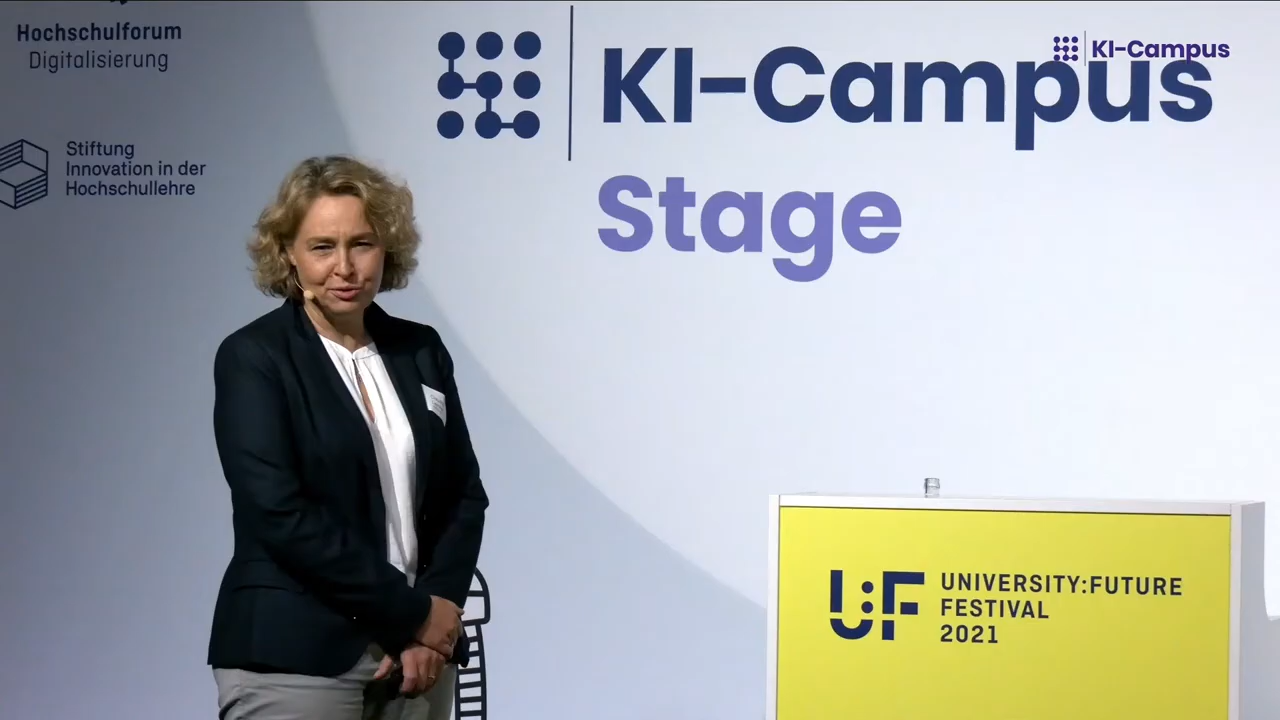 Hochschulforum
Digitalisierung
Stiftung
Innovation in der
Hochschullehre
KI-Campus
Stage
KI-Campus
U:F
UNIVERSITY:FUTURE
FESTIVAL
2021